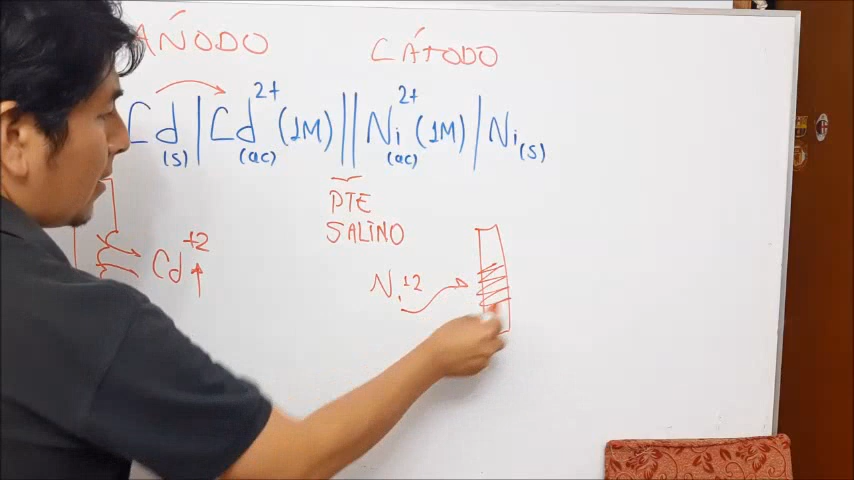 ÁNODO CÁTODO
Cd(s) | Cd2+(ac) (1M) || Ni2+(ac) (1M) | Ni(s)
PTE
SALINO
Cd+2
Ni+2